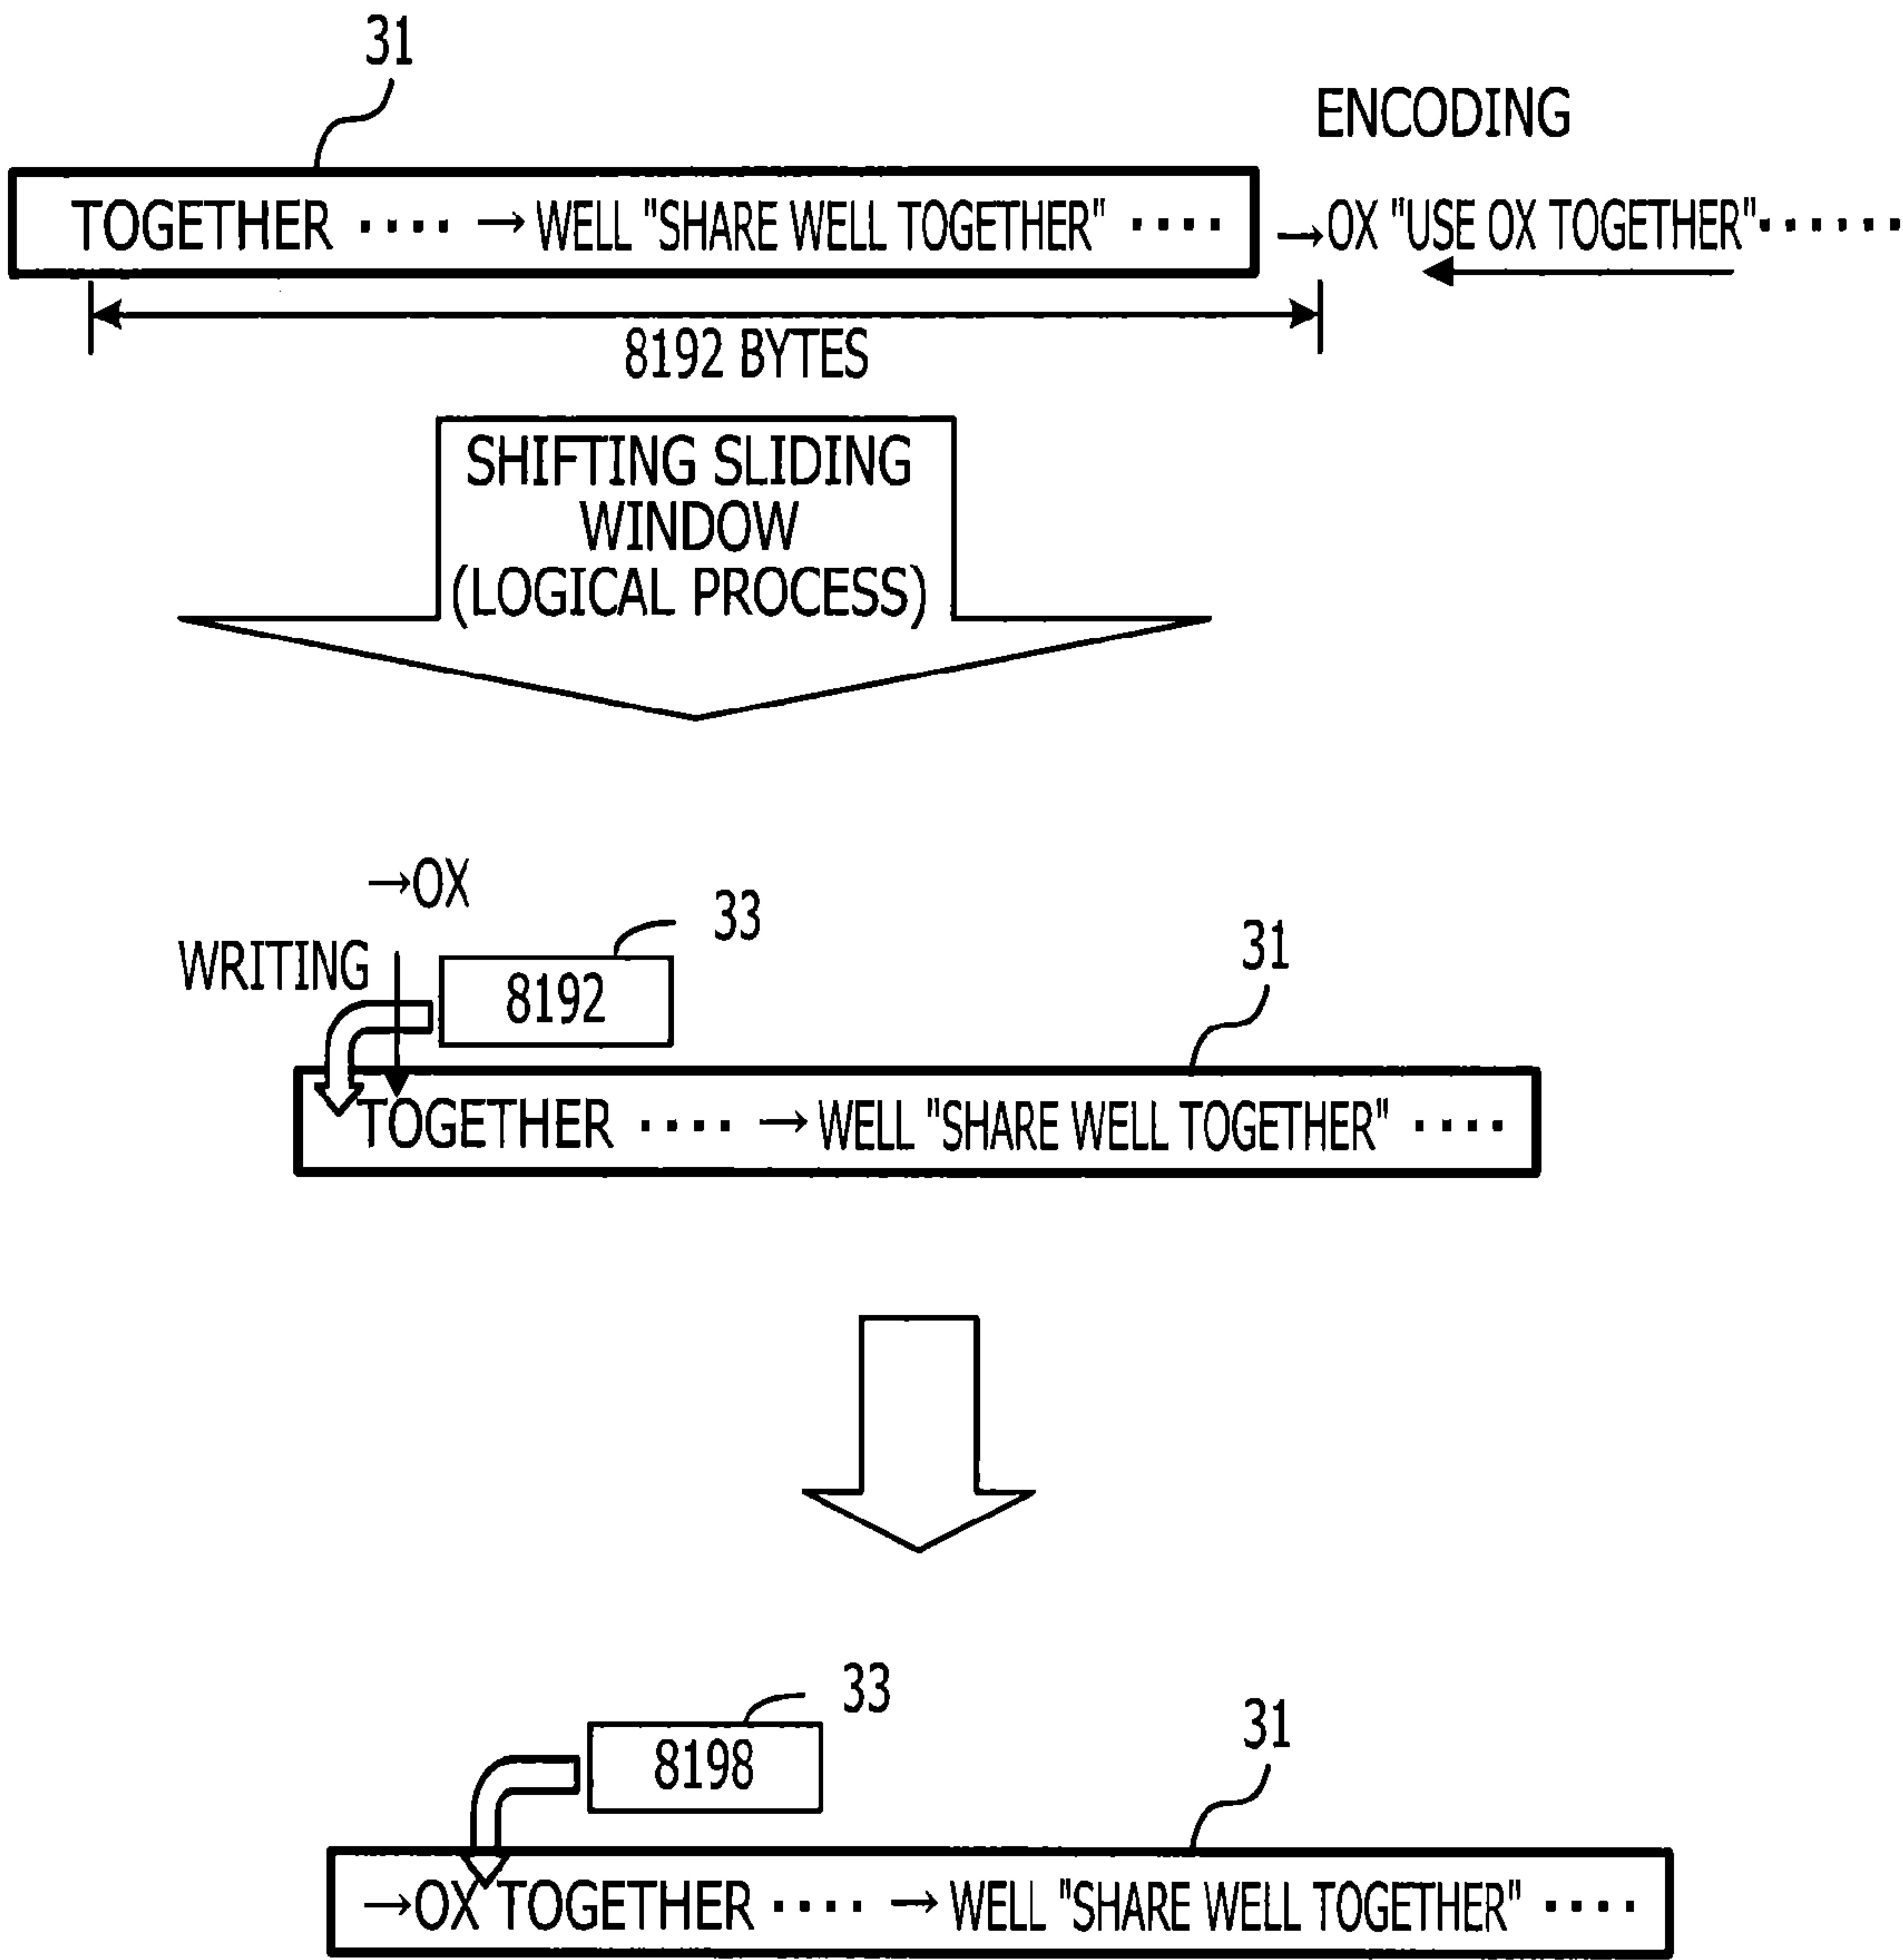 31
ENCODING
TOGETHER ···· →WELL "SHARE WELL TOGETHER" ···· →OX "USE OX TOGETHER"······
8192 BYTES
SHIFTING SLIDING
WINDOW
(LOGICAL PROCESS)
→OX
33
WRITING
31
8192
TOGETHER ···· →WELL "SHARE WELL TOGETHER" ····
33
31
8198
→OX TOGETHER ···· → WELL "SHARE WELL TOGETHER" ····